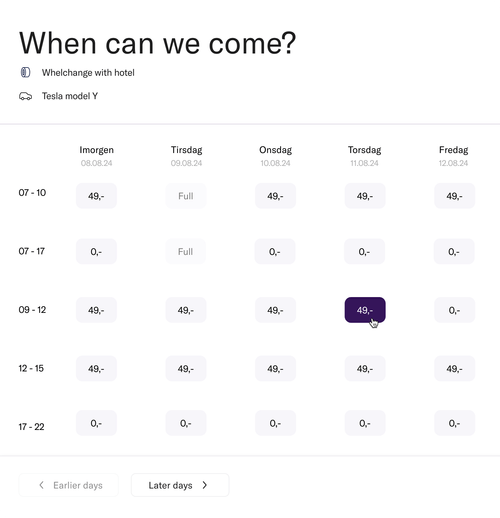 When can we come?
Whelchange with hotel
Tesla model Y
Imorgen Tirsdag Onsdag Torsdag Fredag
08.08.24 09.08.24 10.08.24 11.08.24 12.08.24
07 - 10 49,- Full 49,- 49,- 49,-
07 - 17 0,- Full 0,- 0,- 0,-
09 - 12 49,- 49,- 49,- 49,- 0,-
12 - 15 49,- 49,- 49,- 49,- 49,-
17 - 22 0,- 0,- 0,- 0,- 0,-
Earlier days Later days